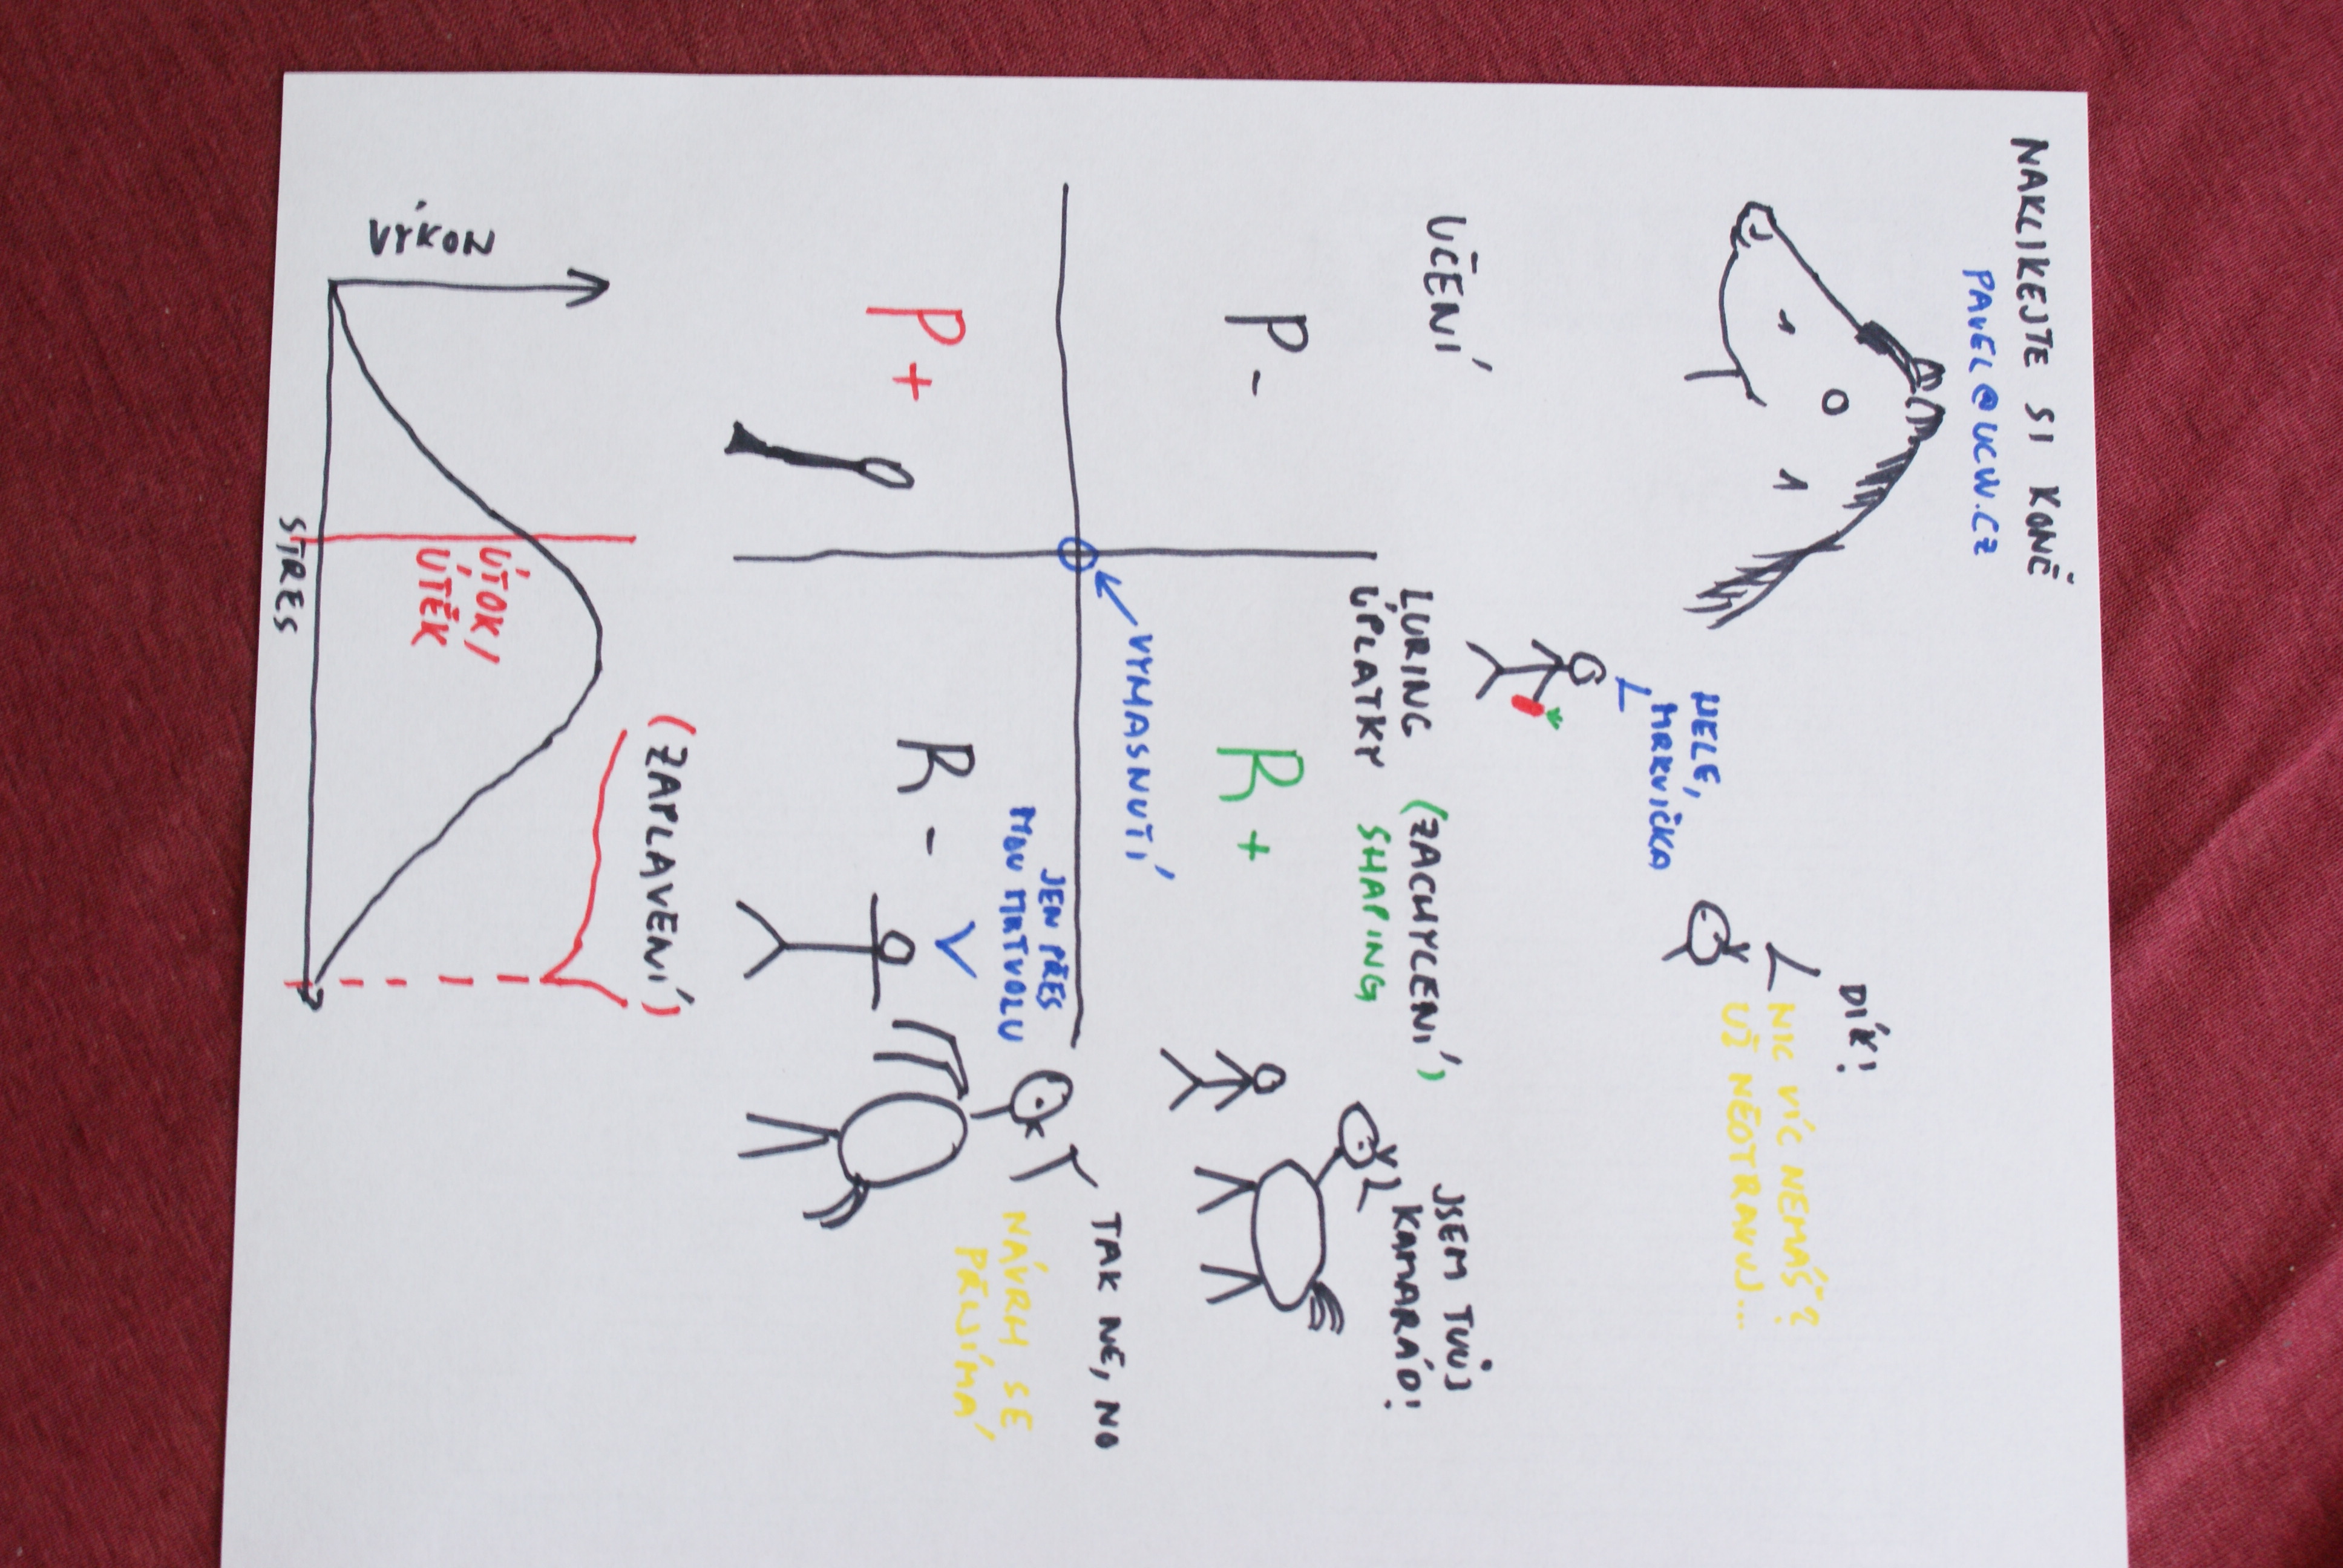 NAKLIKEJTE SI KONĚ
PAVEL@UCW.CZ
HELE,
MRKVIČKA
DÍK!
NIC VÍC NEMÁŠ?
UŽ NEOTRAVUJ...
UČENÍ
LURING (ZACHYCENÍ)
ÚPLATKY SHAPING
JSEM TVŮJ
KAMARÁD!
P -
R +
VYMASNUTÍ
P +
R -
JEN PŘES
MOU MRTVOLU
TAK NE, NO
NÁVRH SE
PŘIJÍMÁ
(ZAPLAVENÍ)
VÝKON
ÚTOK/
ÚTĚK
STRES